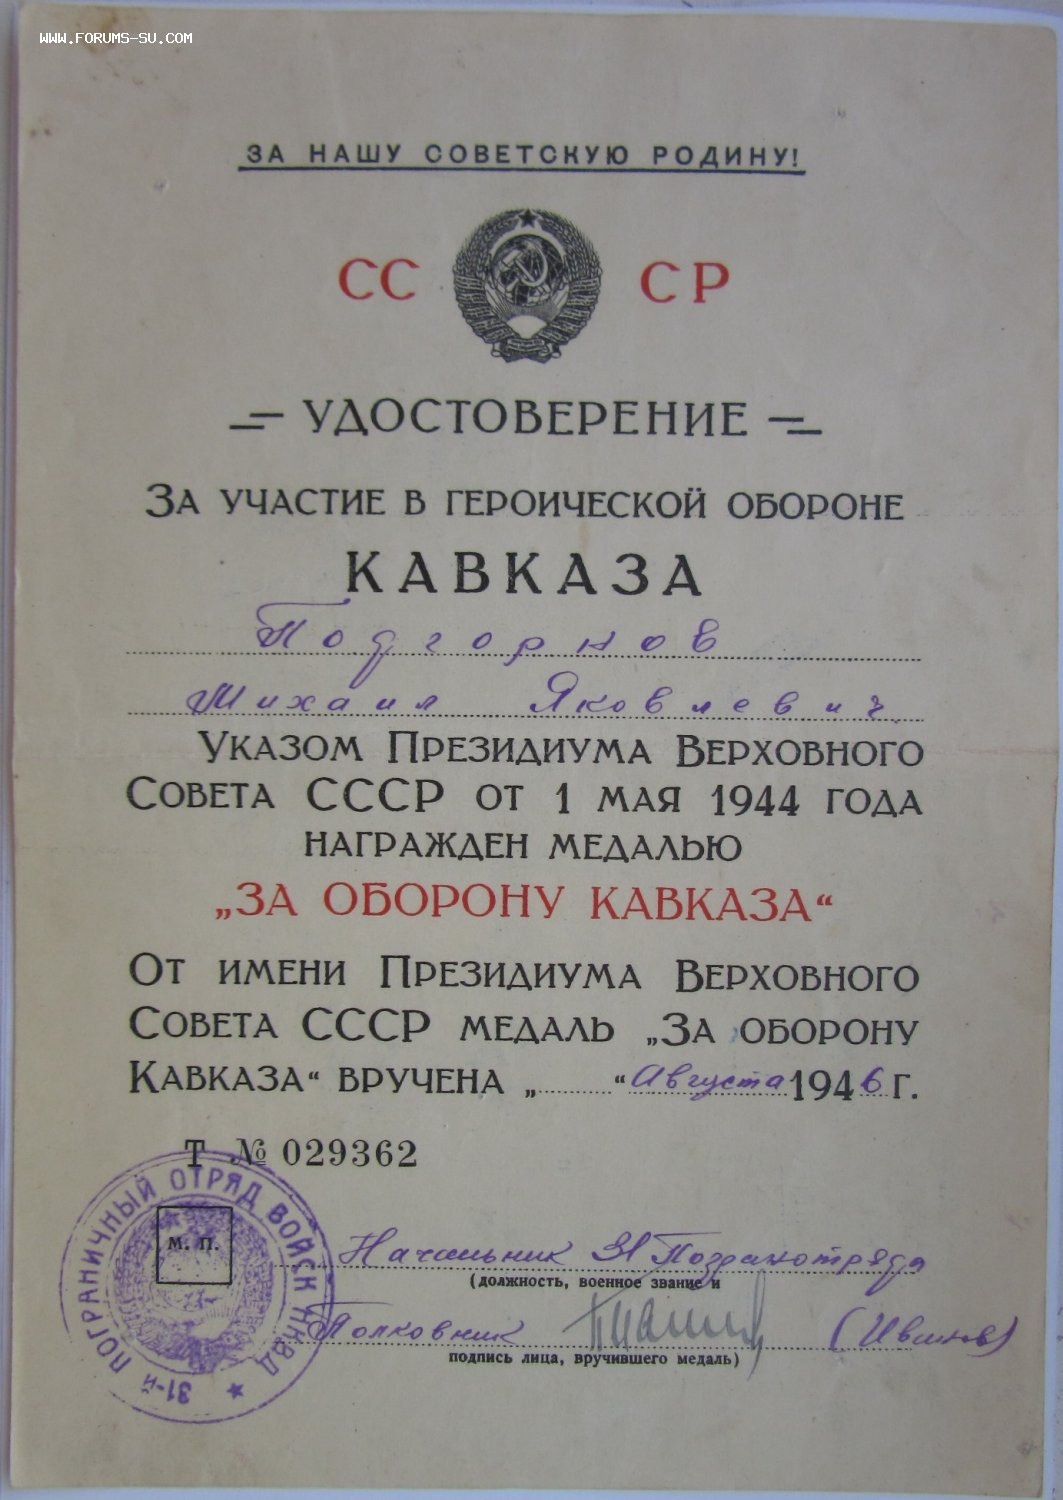 WWW.FORUMS-SU.COM
ЗА НАШУ СОВЕТСКУЮ РОДИНУ!
СС СР
УДОСТОВЕРЕНИЕ
ЗА УЧАСТИЕ В ГЕРОИЧЕСКОЙ ОБОРОНЕ
КАВКАЗА
Подгорнов
Михаил Яковлевич
УКАЗОМ ПРЕЗИДИУМА ВЕРХОВНОГО
СОВЕТА СССР ОТ 1 МАЯ 1944 ГОДА
НАГРАЖДЕН МЕДАЛЬЮ
„ЗА ОБОРОНУ КАВКАЗА“
ОТ ИМЕНИ ПРЕЗИДИУМА ВЕРХОВНОГО
СОВЕТА СССР МЕДАЛЬ „ЗА ОБОРОНУ
КАВКАЗА“ ВРУЧЕНА „ “ Августа 1946 Г.
Т № 029362
31-й ПОГРАНИЧНЫЙ ОТРЯД ВОЙСК НКВД
М. П.
Начальник 31 Погранотряда
(должность, военное звание и
Полковник (Иванов)
подпись лица, вручившего медаль)